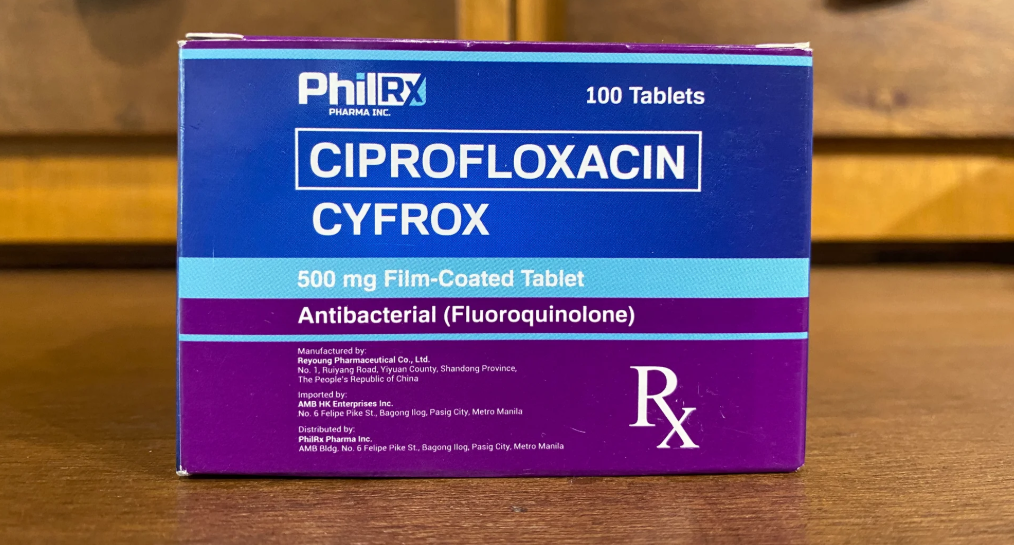 PhilRx
PHARMA INC.
100 Tablets
CIPROFLOXACIN
CYFROX
500 mg Film-Coated Tablet
Antibacterial (Fluoroquinolone)
Manufactured by:
Reyoung Pharmaceutical Co., Ltd.
No. 1, Ruiyang Road, Yiyuan County, Shandong Province,
The People's Republic of China
Imported by:
AMB HK Enterprises Inc.
No. 6 Felipe Pike St., Bagong Ilog, Pasig City, Metro Manila
Distributed by:
PhilRx Pharma Inc.
AMB Bldg. No. 6 Felipe Pike St., Bagong Ilog, Pasig City, Metro Manila
Rx